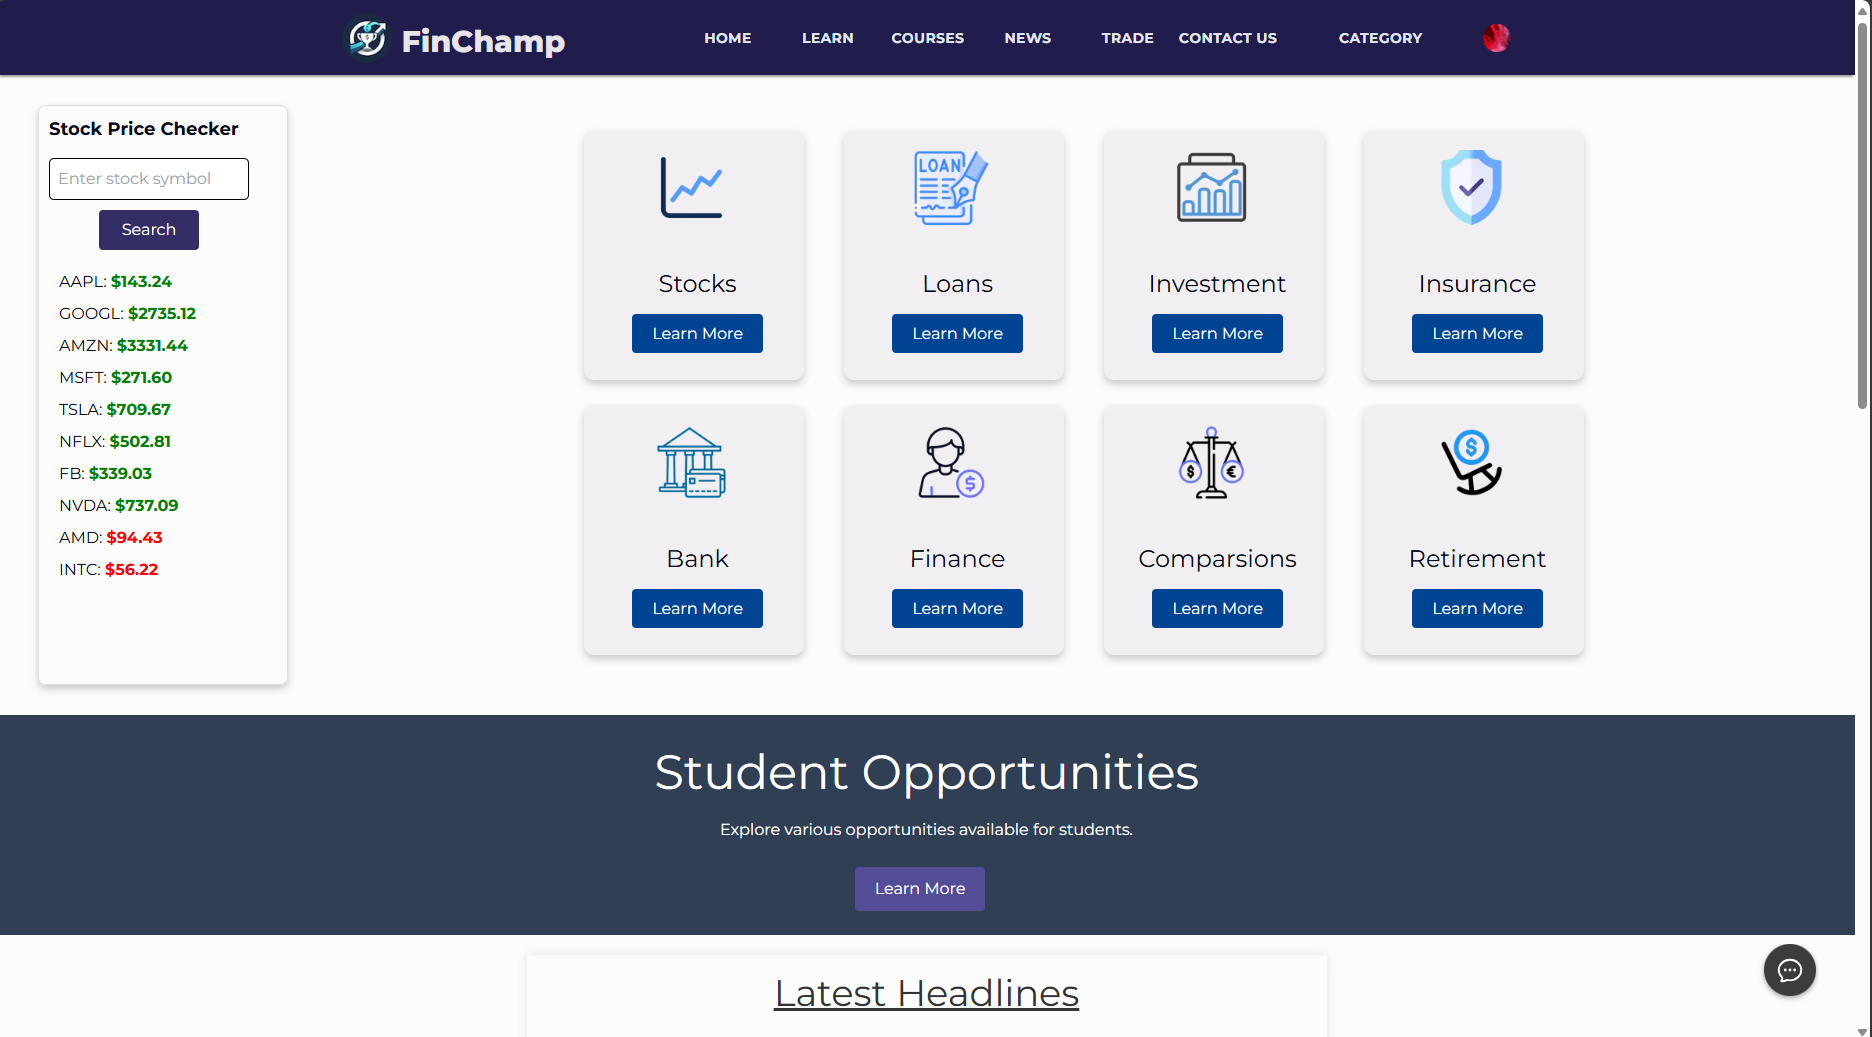 FinChamp
HOME LEARN COURSES NEWS TRADE CONTACT US CATEGORY
Stock Price Checker
Enter stock symbol
Search
AAPL: $143.24
GOOGL: $2735.12
AMZN: $3331.44
MSFT: $271.60
TSLA: $709.67
NFLX: $502.81
FB: $339.03
NVDA: $737.09
AMD: $94.43
INTC: $56.22
LOAN
Stocks Loans Investment Insurance
Learn More Learn More Learn More Learn More
$ $ € $
Bank Finance Comparsions Retirement
Learn More Learn More Learn More Learn More
Student Opportunities
Explore various opportunities available for students.
Learn More
Latest Headlines